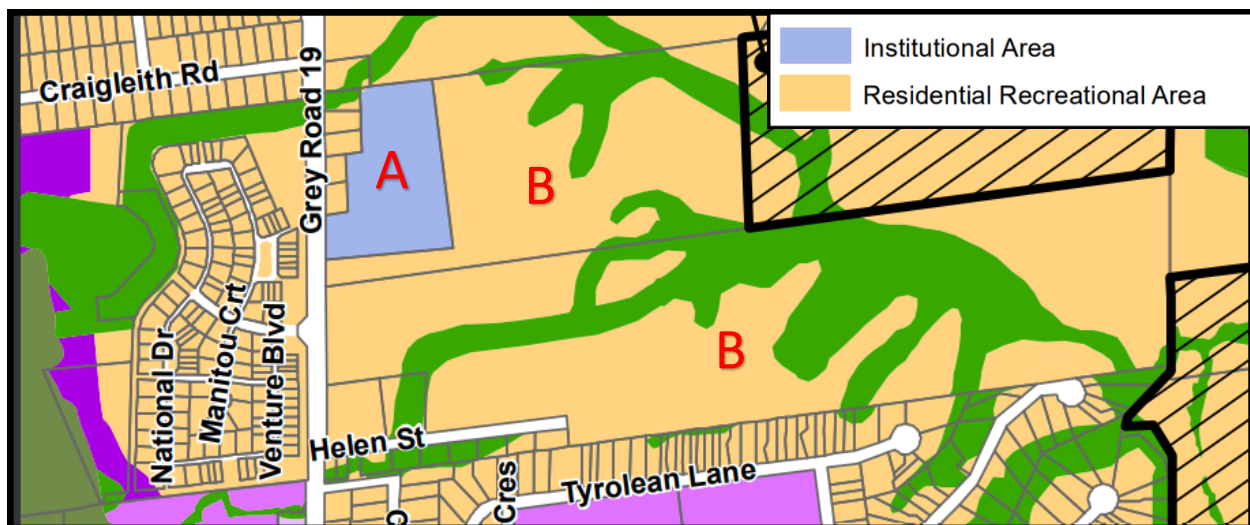 Institutional Area
Residential Recreational Area
Craigleith Rd
Grey Road 19
A
B
B
National Dr
Manitou Crt
Venture Blvd
Helen St
Cres
Tyrolean Lane